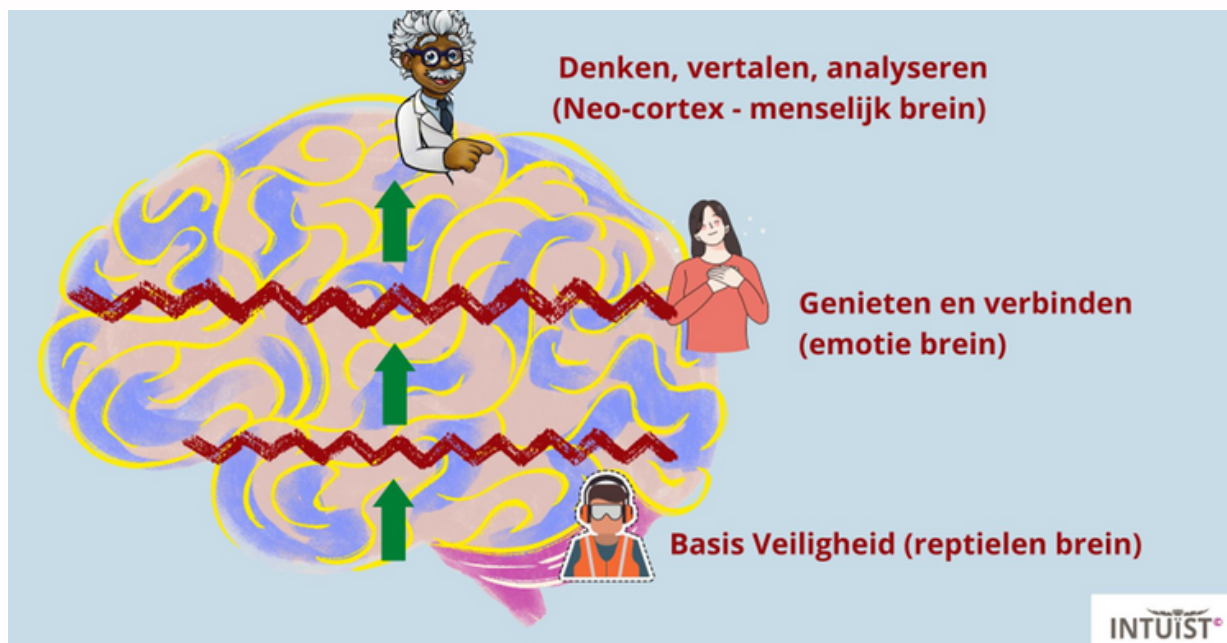 Denken, vertalen, analyseren
(Neo-cortex - menselijk brein)
Genieten en verbinden
(emotie brein)
Basis Veiligheid (reptielen brein)
INTUÏST©